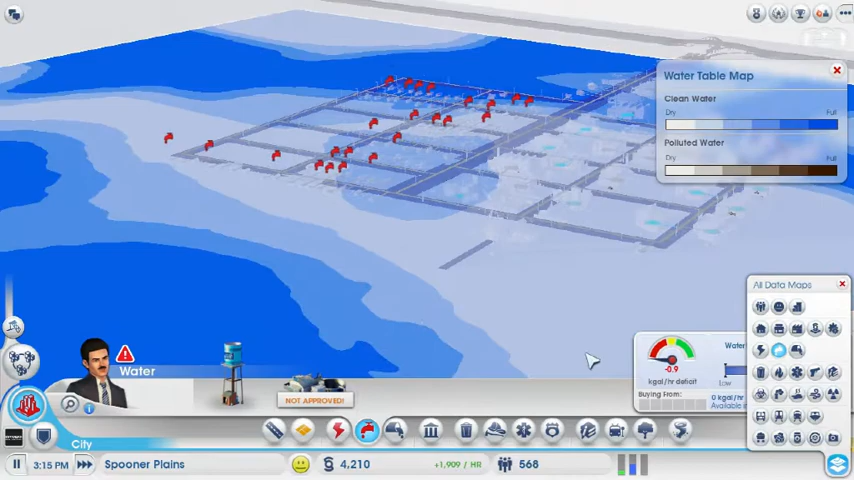 Water Table Map
Clean Water
Dry Full
Polluted Water
Dry Full
All Data Maps
Water
NOT APPROVED!
Water
-0.9
kgal/hr deficit
Low
Buying From:
0 kgal/hr
Available
City
3:15 PM
Spooner Plains
4,210
+1,909 / HR
568